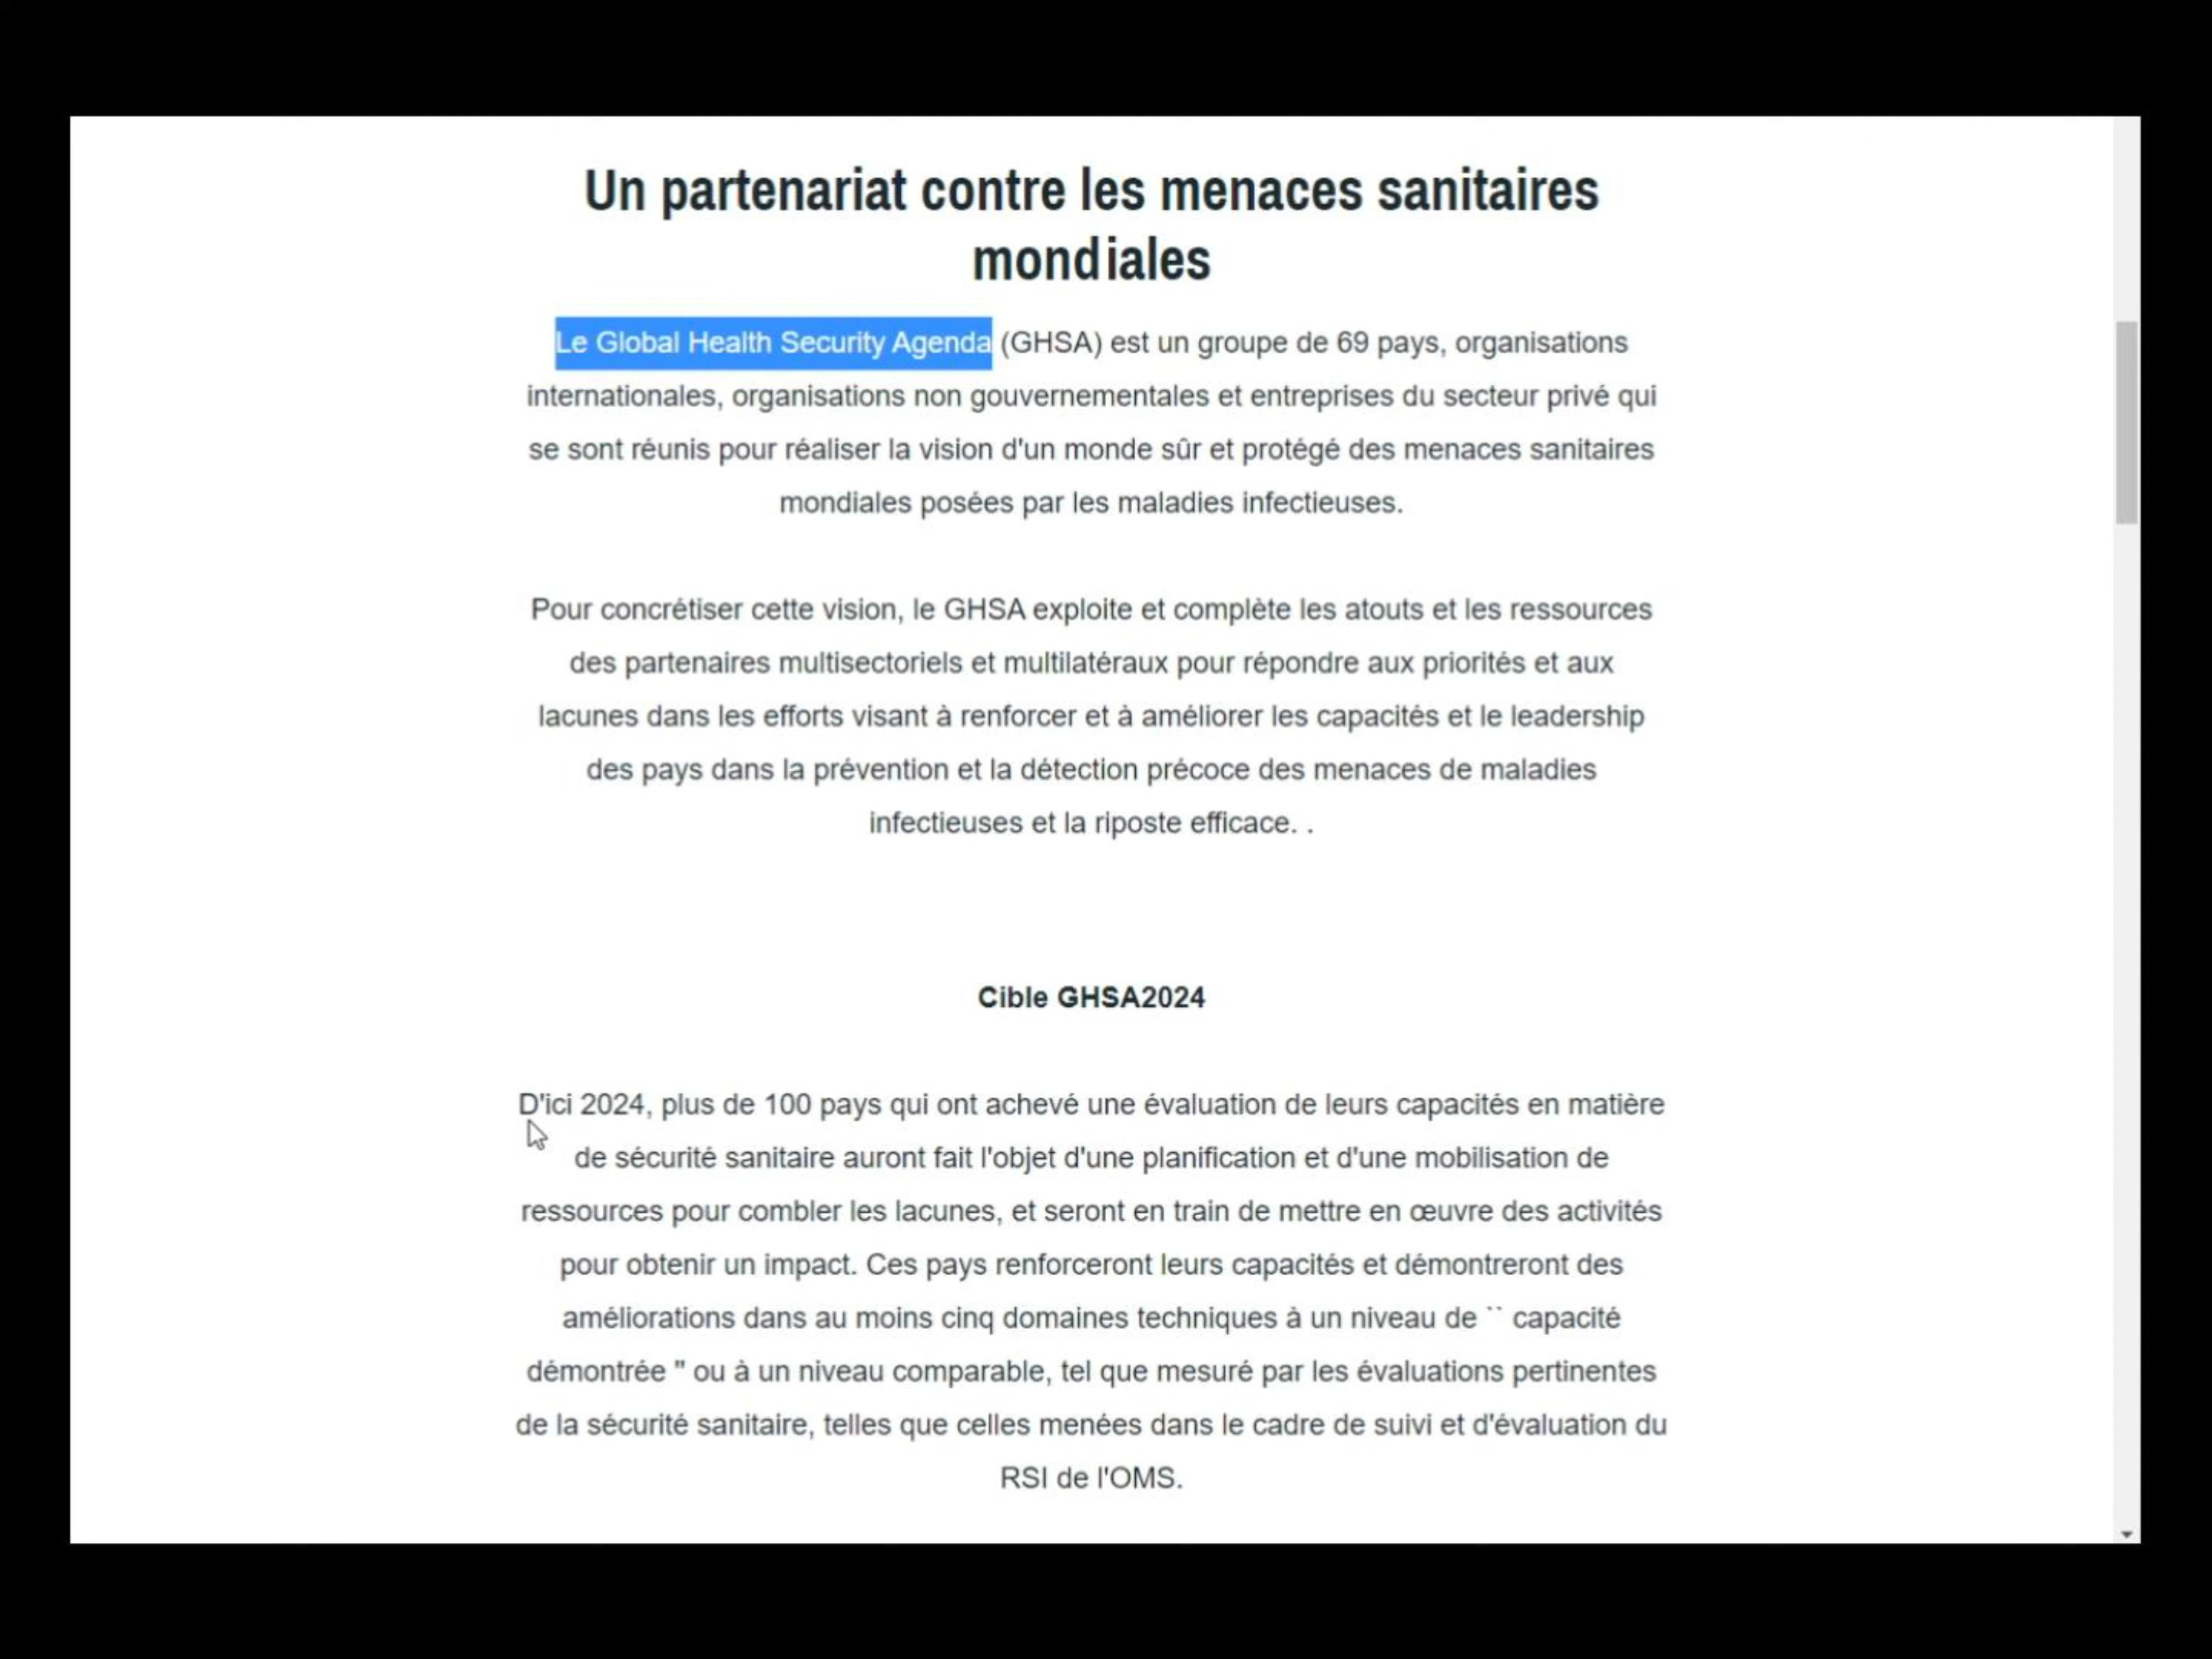 Un partenariat contre les menaces sanitaires
mondiales
Le Global Health Security Agenda (GHSA) est un groupe de 69 pays, organisations
internationales, organisations non gouvernementales et entreprises du secteur privé qui
se sont réunis pour réaliser la vision d'un monde sûr et protégé des menaces sanitaires
mondiales posées par les maladies infectieuses.
Pour concrétiser cette vision, le GHSA exploite et complète les atouts et les ressources
des partenaires multisectoriels et multilatéraux pour répondre aux priorités et aux
lacunes dans les efforts visant à renforcer et à améliorer les capacités et le leadership
des pays dans la prévention et la détection précoce des menaces de maladies
infectieuses et la riposte efficace. .
Cible GHSA2024
D'ici 2024, plus de 100 pays qui ont achevé une évaluation de leurs capacités en matière
de sécurité sanitaire auront fait l'objet d'une planification et d'une mobilisation de
ressources pour combler les lacunes, et seront en train de mettre en œuvre des activités
pour obtenir un impact. Ces pays renforceront leurs capacités et démontreront des
améliorations dans au moins cinq domaines techniques à un niveau de `` capacité
démontrée " ou à un niveau comparable, tel que mesuré par les évaluations pertinentes
de la sécurité sanitaire, telles que celles menées dans le cadre de suivi et d'évaluation du
RSI de l'OMS.